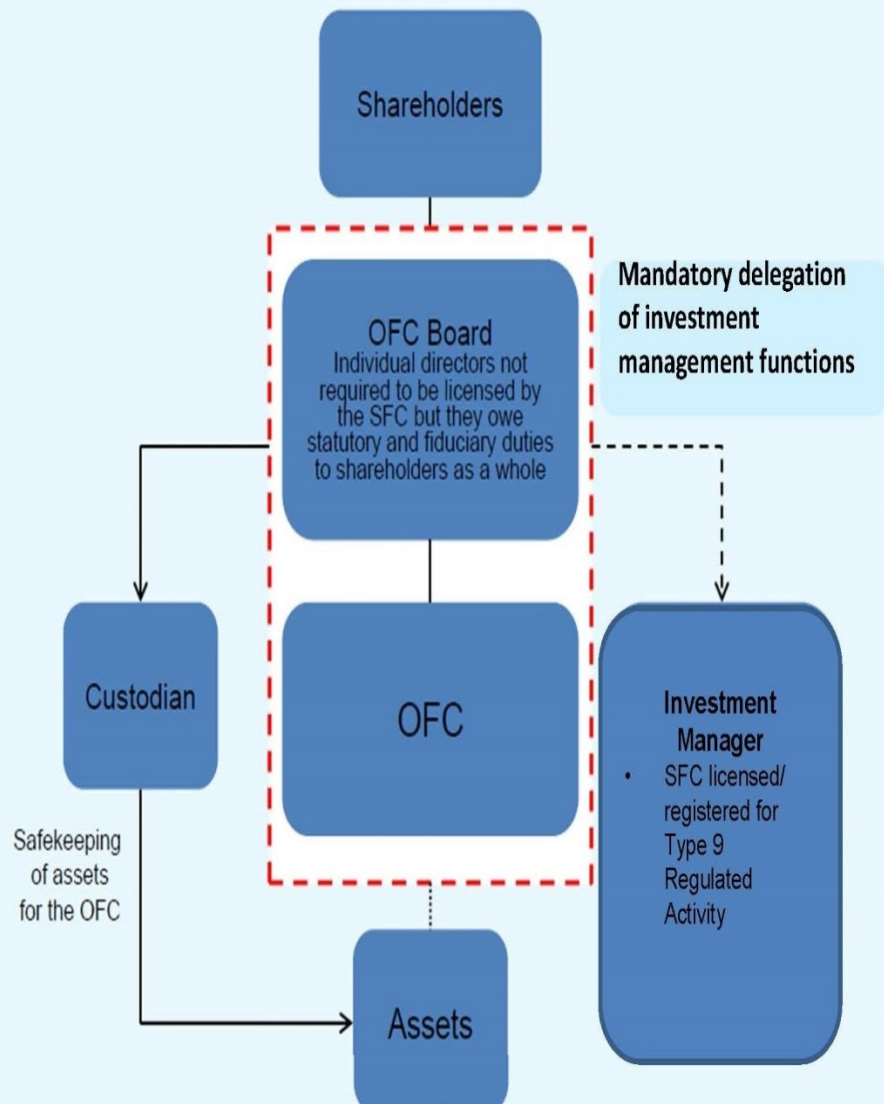 Shareholders
Mandatory delegation
of investment
management functions
OFC Board
Individual directors not
required to be licensed by
the SFC but they owe
statutory and fiduciary duties
to shareholders as a whole
Custodian
OFC
Investment
Manager
• SFC licensed/
registered for
Type 9
Regulated
Activity
Safekeeping
of assets
for the OFC
Assets